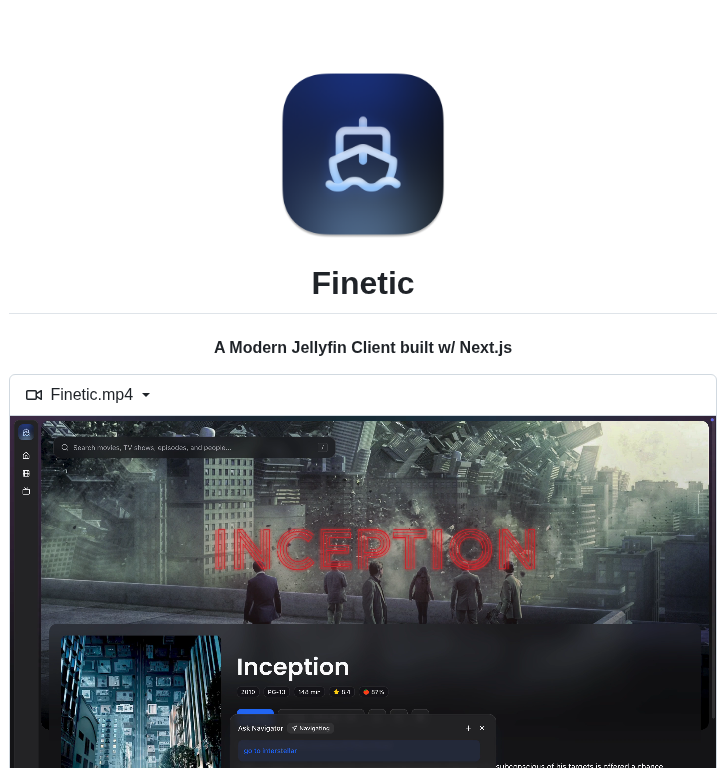 Finetic
A Modern Jellyfin Client built w/ Next.js
Finetic.mp4
Search movies, TV shows, episodes, and people...
/
INCEPTION
Inception
2010 PG-13 148 min 8.4 87%
Ask Navigator Navigating
go to interstellar
subconscious of his targets is offered a chance